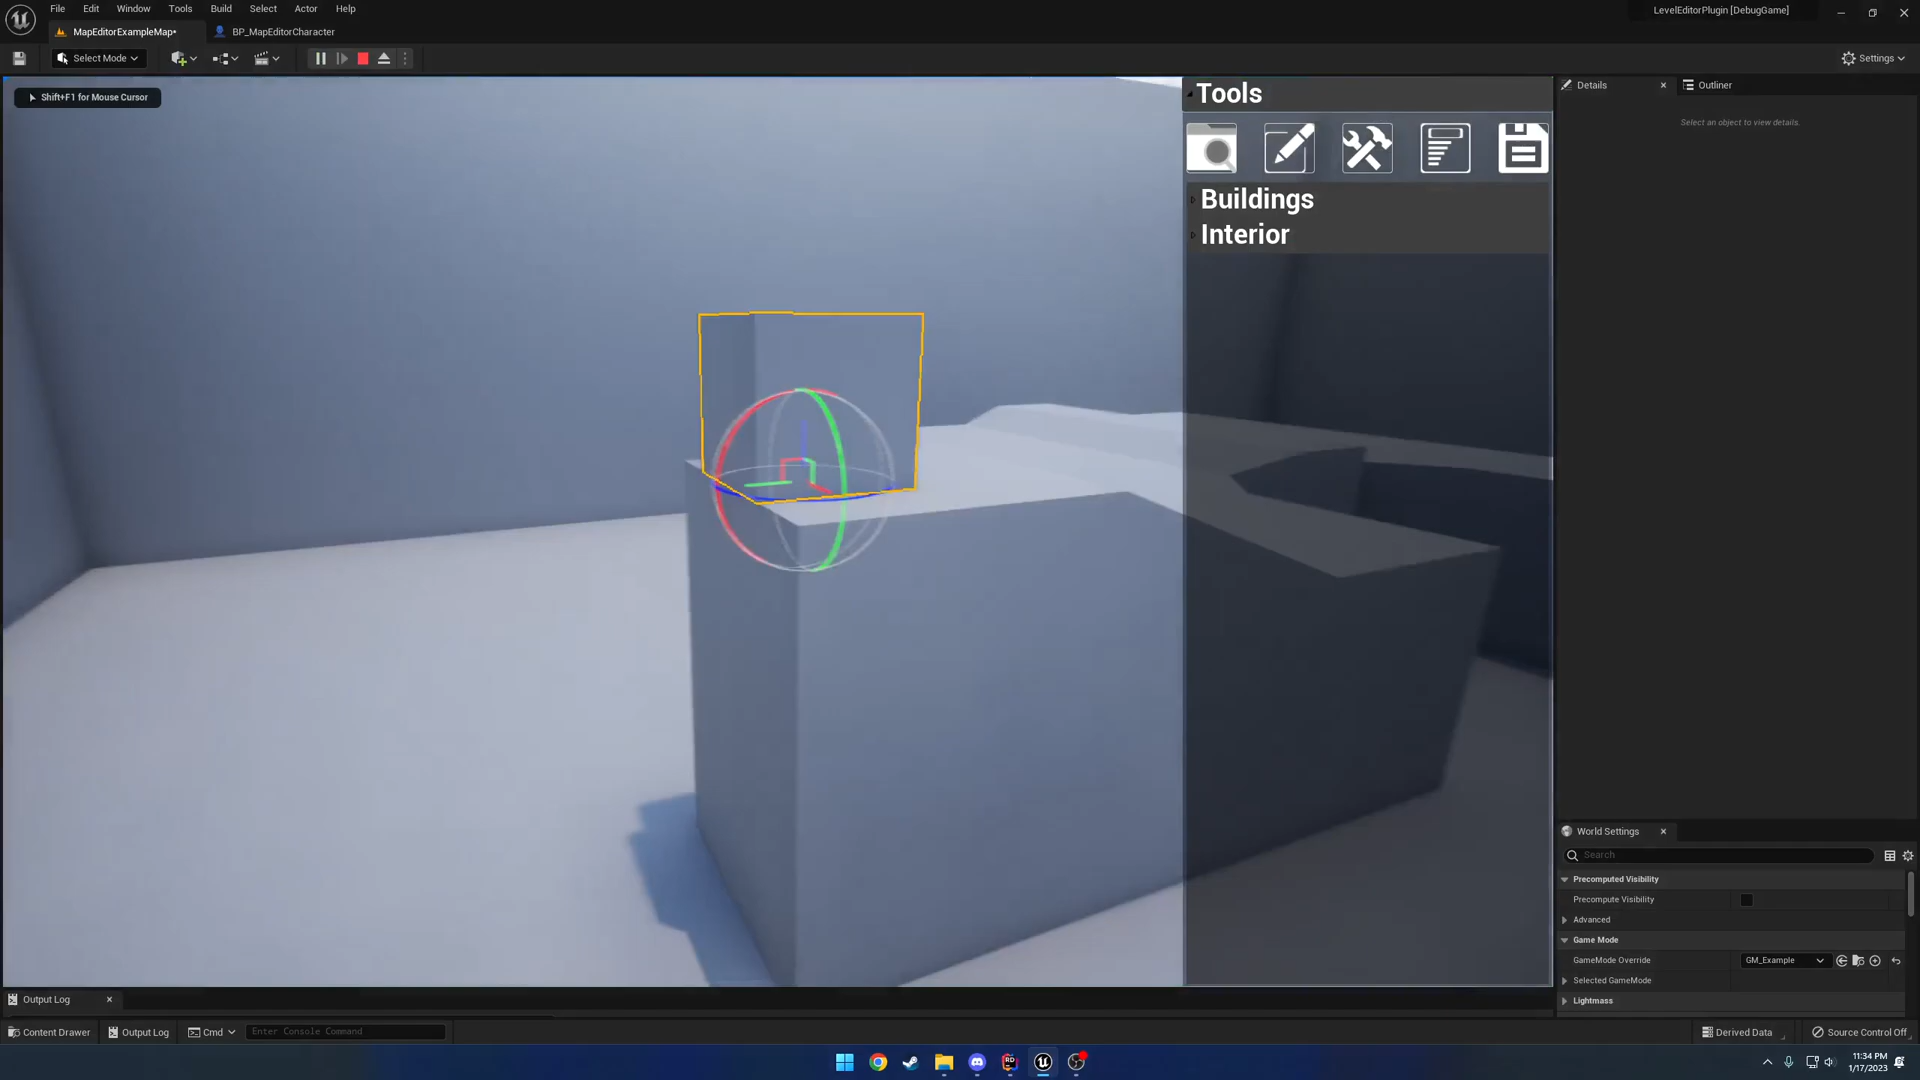 File Edit Window Tools Build Select Actor Help
LevelEditorPlugin [DebugGame]
MapEditorExampleMap*
BP_MapEditorCharacter
Select Mode
Settings
Shift+F1 for Mouse Cursor
Tools
Buildings
Interior
Details
Outliner
Select an object to view details.
World Settings
Search
Precomputed Visibility
Precompute Visibility
Advanced
Game Mode
GameMode Override
GM_Example
Selected GameMode
Lightmass
Output Log
Content Drawer
Output Log
Cmd
Enter Console Command
Derived Data
Source Control Off
RD
11:34 PM
1/17/2023